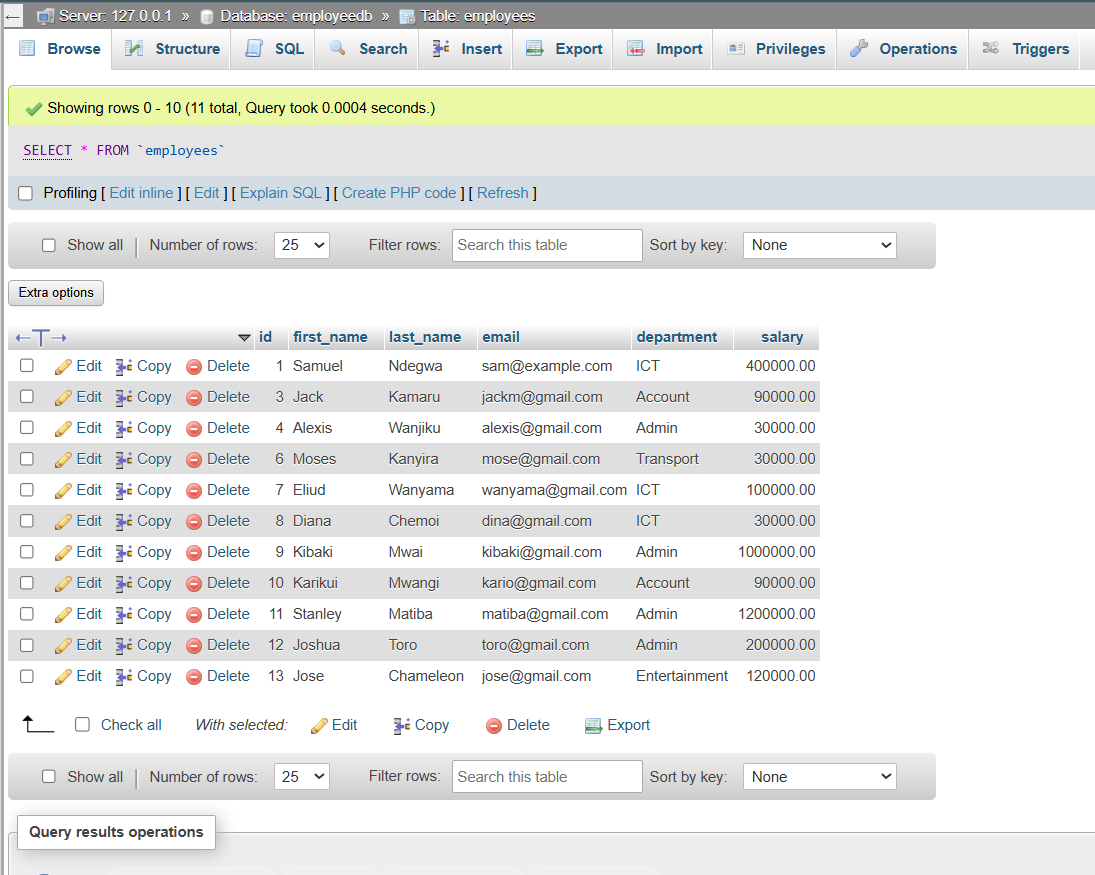 ← Server: 127.0.0.1 » Database: employeedb » Table: employees
Browse Structure SQL Search Insert Export Import Privileges Operations Triggers
Showing rows 0 - 10 (11 total, Query took 0.0004 seconds.)
SELECT * FROM `employees`
Profiling [ Edit inline ] [ Edit ] [ Explain SQL ] [ Create PHP code ] [ Refresh ]
Show all | Number of rows: 25 Filter rows: Search this table Sort by key: None
Extra options
←T→ id first_name last_name email department salary
Edit Copy Delete 1 Samuel Ndegwa sam@example.com ICT 400000.00
Edit Copy Delete 3 Jack Kamaru jackm@gmail.com Account 90000.00
Edit Copy Delete 4 Alexis Wanjiku alexis@gmail.com Admin 30000.00
Edit Copy Delete 6 Moses Kanyira mose@gmail.com Transport 30000.00
Edit Copy Delete 7 Eliud Wanyama wanyama@gmail.com ICT 100000.00
Edit Copy Delete 8 Diana Chemoi dina@gmail.com ICT 30000.00
Edit Copy Delete 9 Kibaki Mwai kibaki@gmail.com Admin 1000000.00
Edit Copy Delete 10 Karikui Mwangi kario@gmail.com Account 90000.00
Edit Copy Delete 11 Stanley Matiba matiba@gmail.com Admin 1200000.00
Edit Copy Delete 12 Joshua Toro toro@gmail.com Admin 200000.00
Edit Copy Delete 13 Jose Chameleon jose@gmail.com Entertainment 120000.00
Check all With selected: Edit Copy Delete Export
Show all | Number of rows: 25 Filter rows: Search this table Sort by key: None
Query results operations